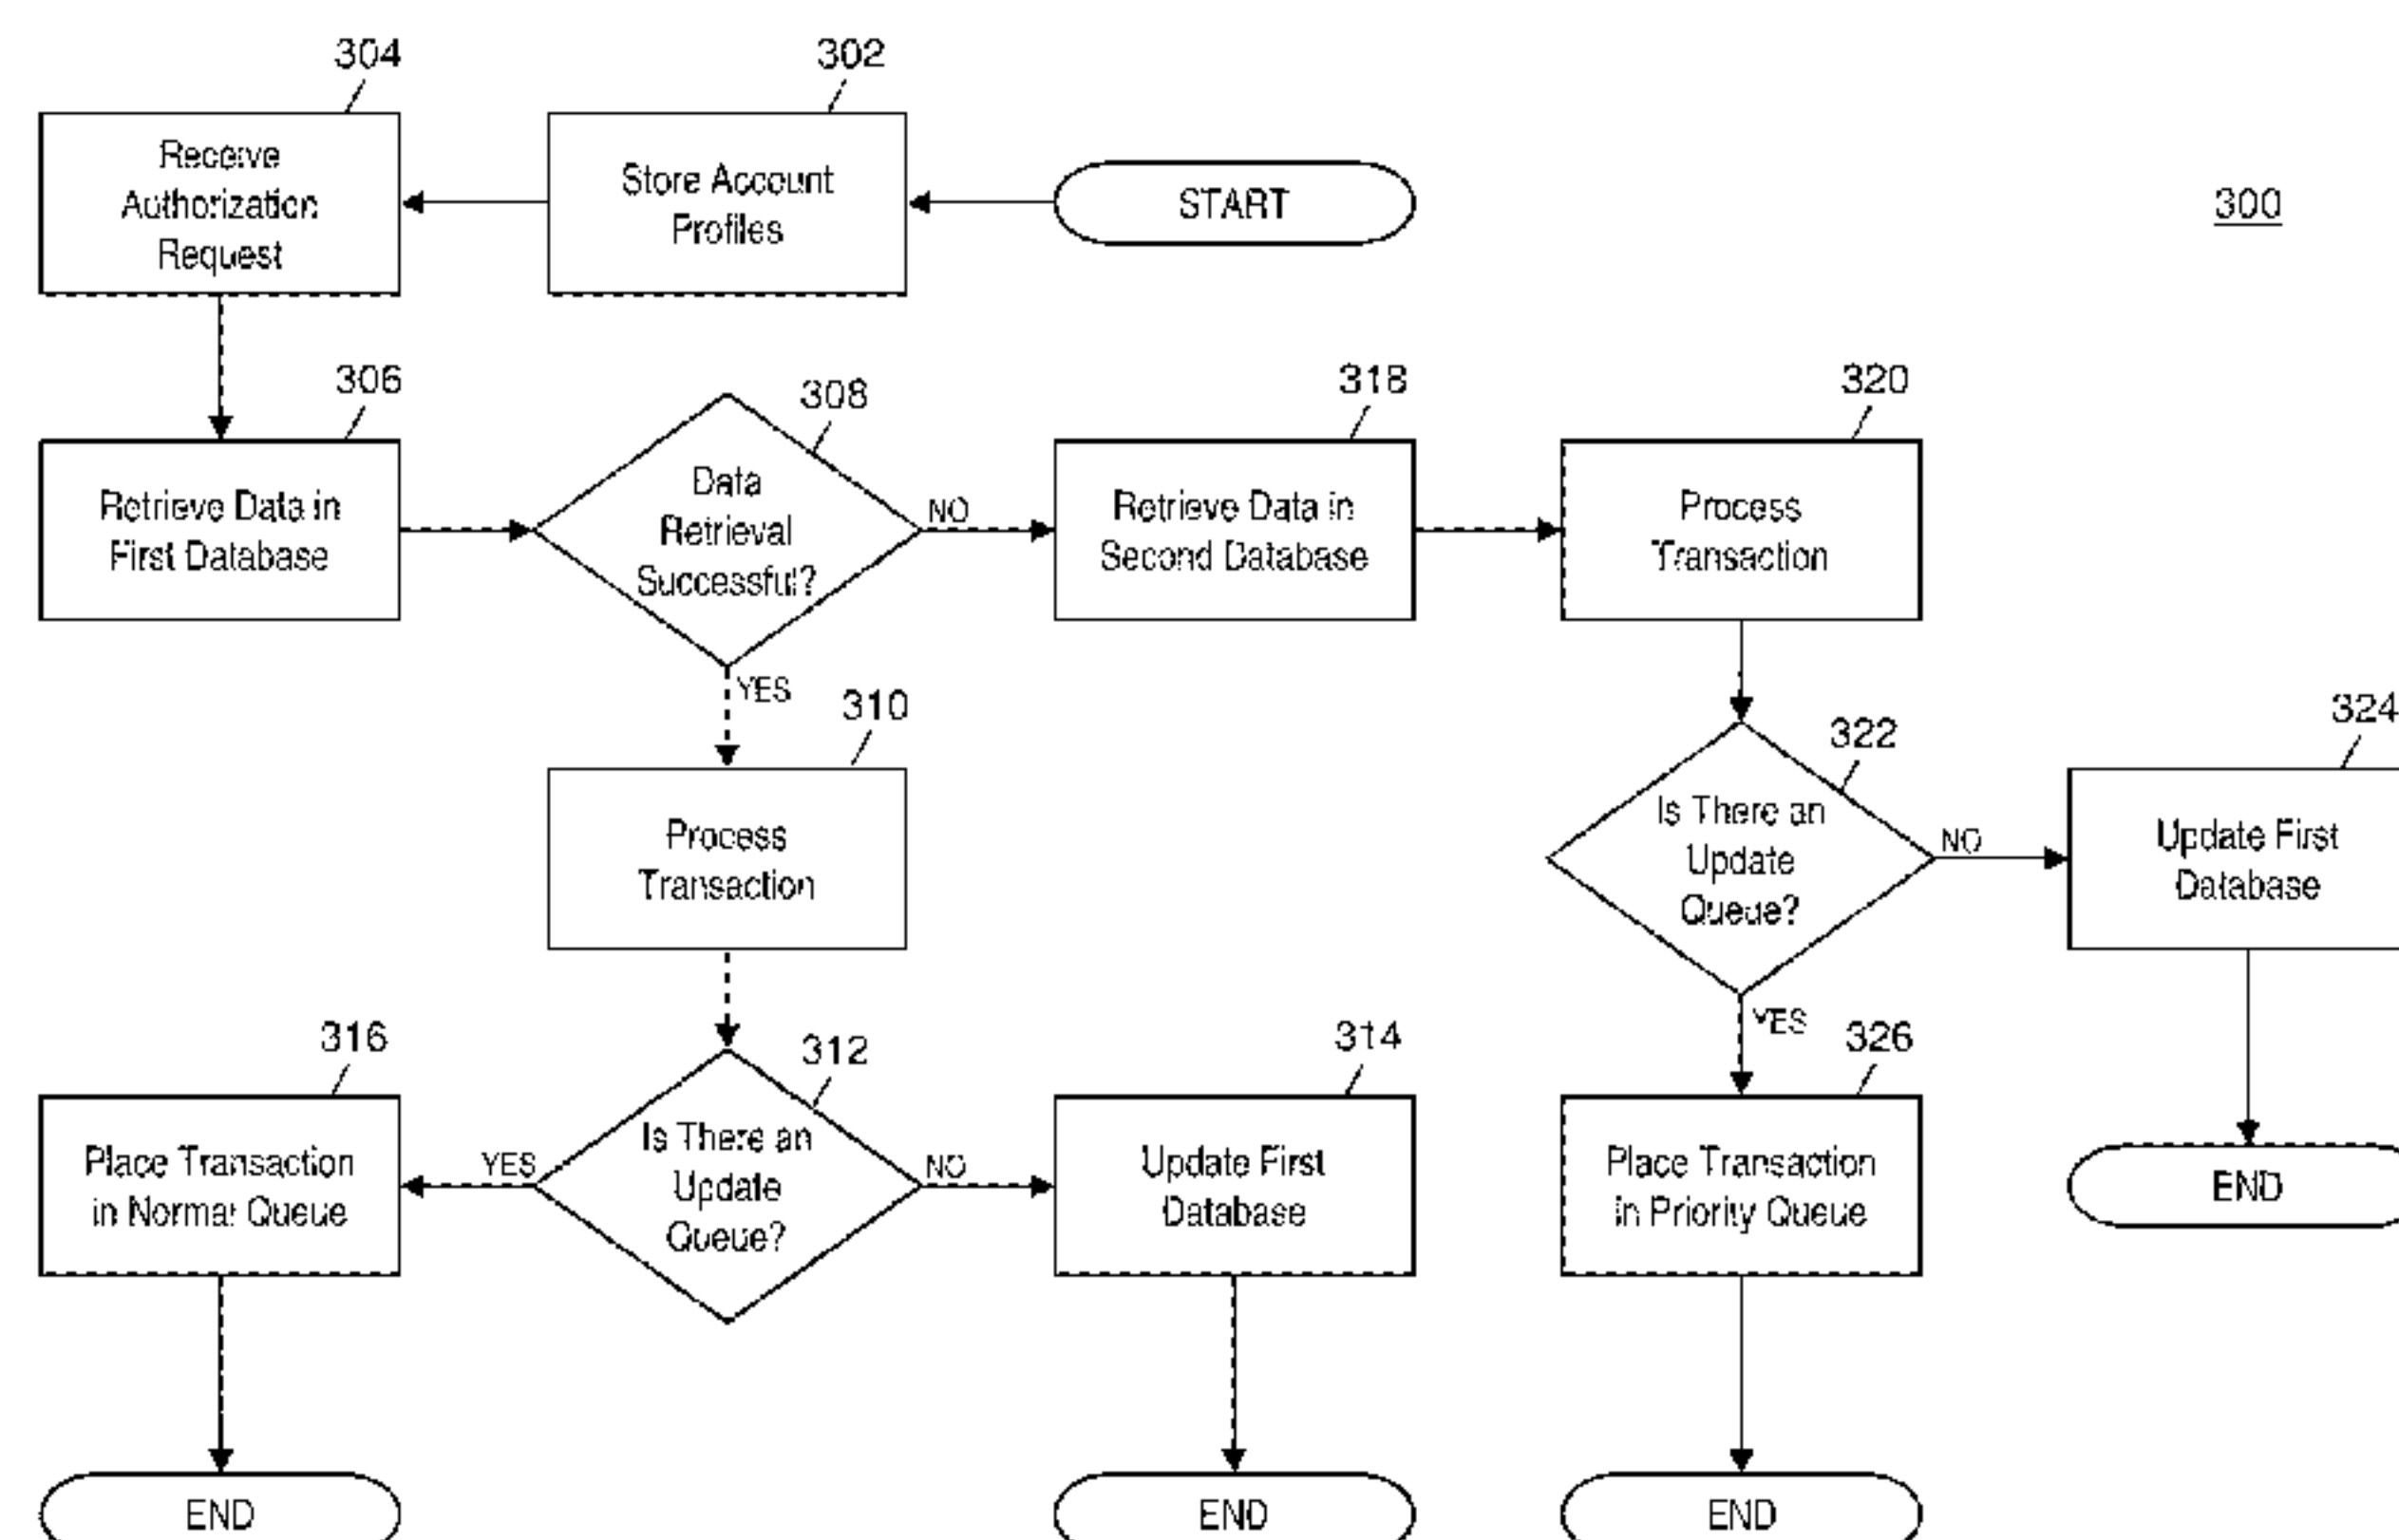 304
302
Receive
Authorization
Request
Store Account
Profiles
START
300
306
308
318
320
Retrieve Data in
First Database
Data
Retrieval
Successful?
NO
Retrieve Data in
Second Database
Process
Transaction
YES
310
322
324
Process
Transaction
Is There an
Update
Queue?
NO
Update First
Database
YES
316
312
314
326
Place Transaction
in Normal Queue
YES
Is There an
Update
Queue?
NO
Update First
Database
Place Transaction
in Priority Queue
END
END
END
END